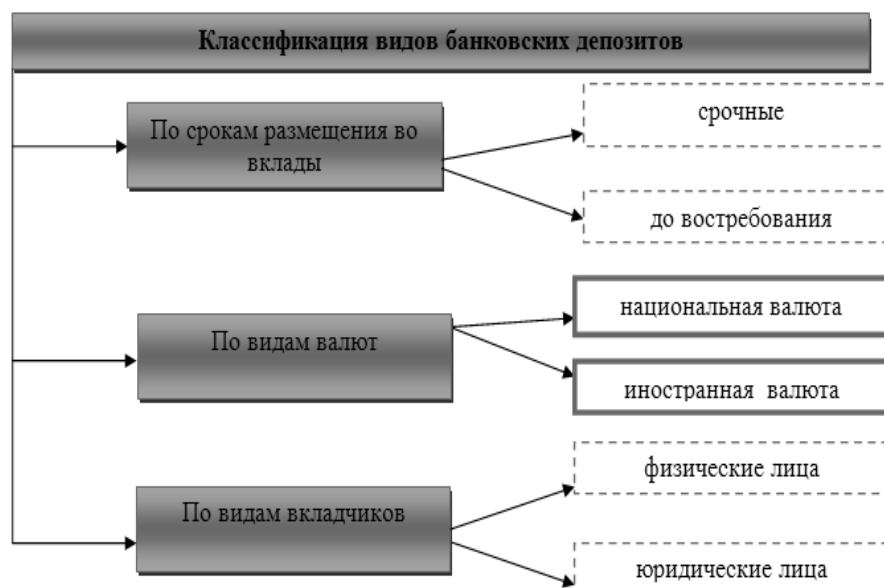 Классификация видов банковских депозитов
По срокам размещения во
вклады
срочные
до востребования
По видам валют
национальная валюта
иностранная валюта
По видам вкладчиков
физические лица
юридические лица